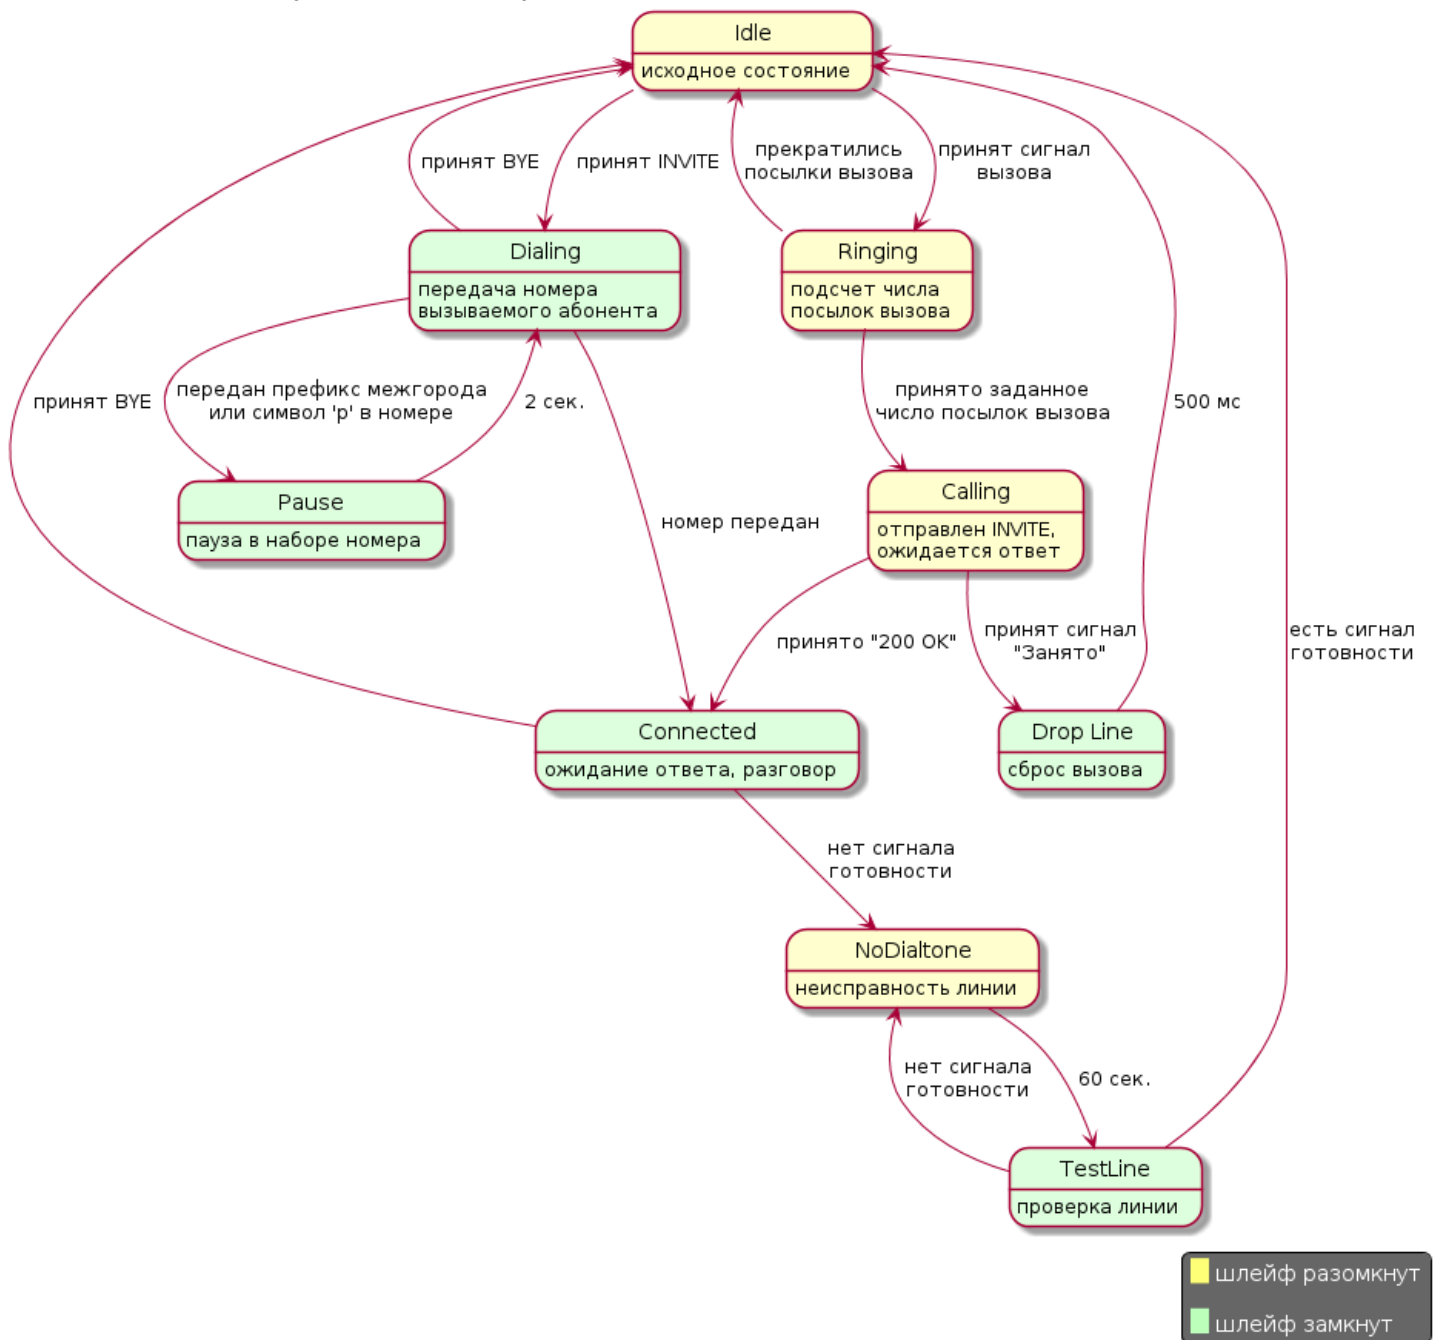 Idle
исходное состояние
принят BYE
принят INVITE
прекратились
посылки вызова
принят сигнал
вызова
Dialing
передача номера
вызываемого абонента
Ringing
подсчет числа
посылок вызова
принят BYE
передан префикс межгорода
или символ 'p' в номере
2 сек.
принято заданное
число посылок вызова
500 мс
Pause
пауза в наборе номера
номер передан
Calling
отправлен INVITE,
ожидается ответ
принято "200 OK"
принят сигнал
"Занято"
есть сигнал
готовности
Connected
ожидание ответа, разговор
Drop Line
сброс вызова
нет сигнала
готовности
NoDialtone
неисправность линии
нет сигнала
готовности
60 сек.
TestLine
проверка линии
шлейф разомкнут
шлейф замкнут